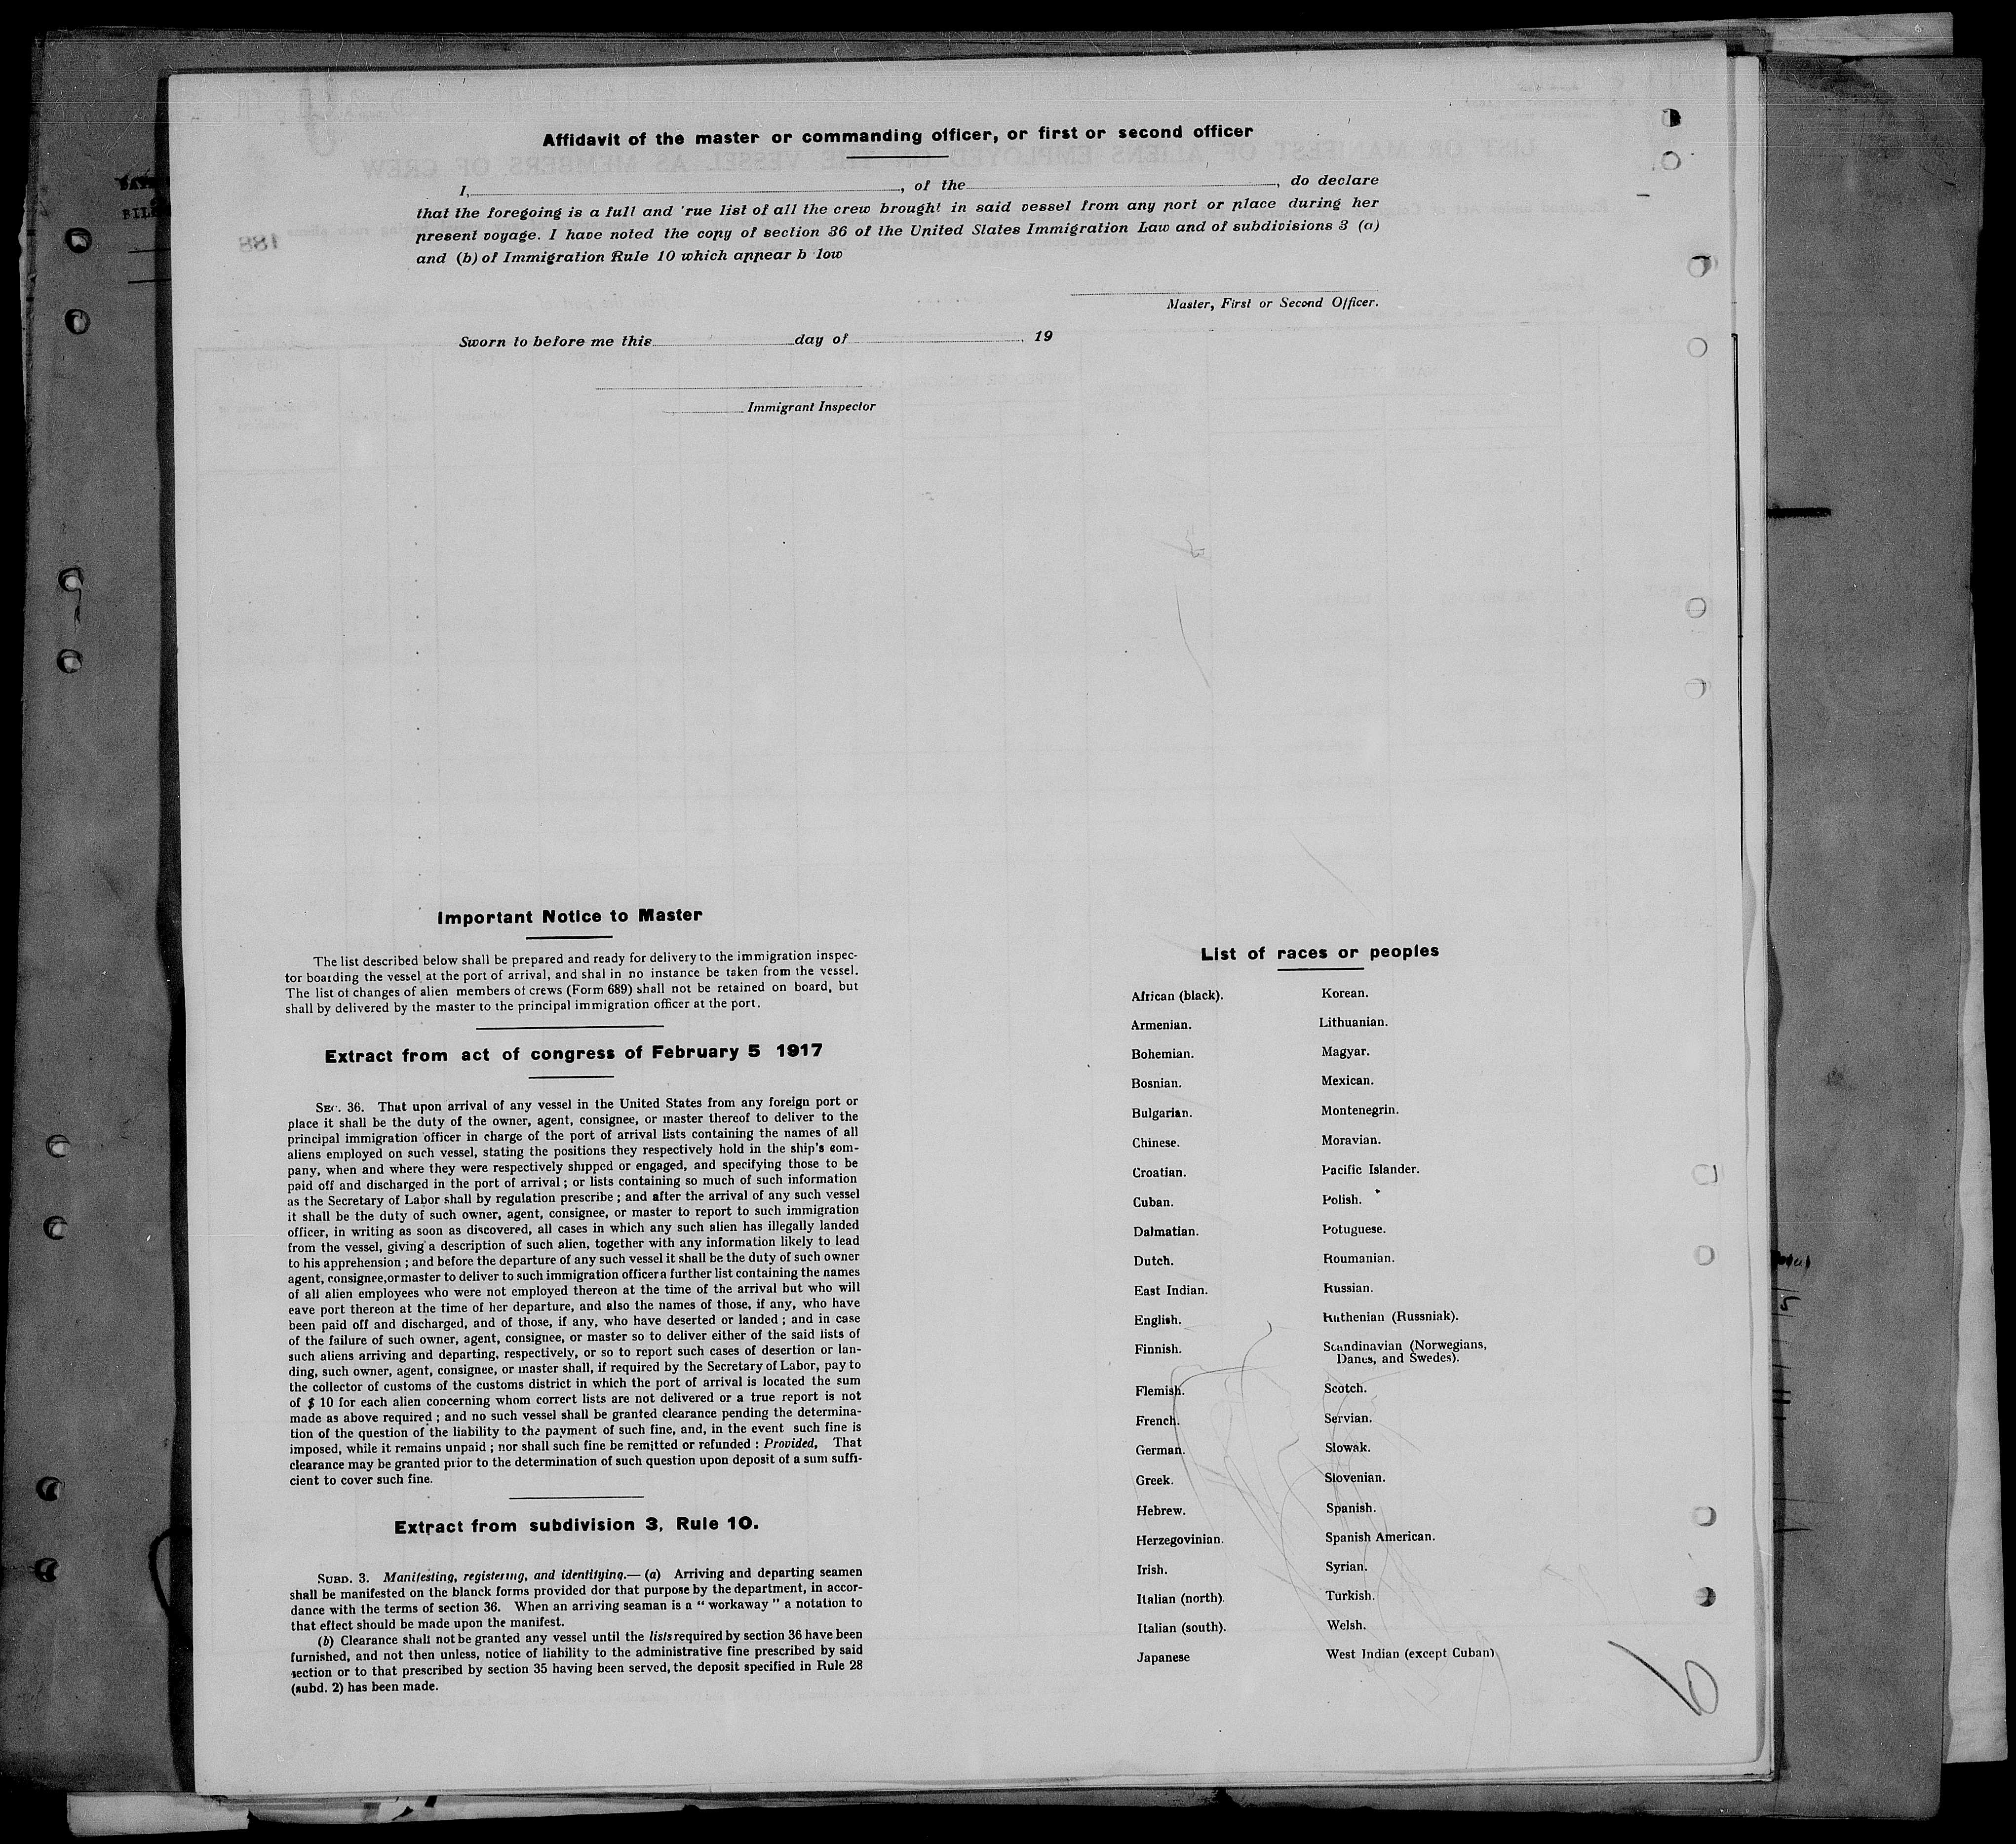 Affidavit of the master or commanding officer, or first or second officer
I, , of the , do declare
that the foregoing is a full and 'rue list of all the crew brought in said vessel from any port or place during her
present voyage. I have noted the copy of section 36 of the United States Immigration Law and of subdivisions 3 (a)
and (b) of Immigration Rule 10 which appear b low
Master, First or Second Officer.
Sworn to before me this day of , 19
Immigrant Inspector
Important Notice to Master
The list described below shall be prepared and ready for delivery to the immigration inspec-
tor boarding the vessel at the port of arrival, and shal in no instance be taken from the vessel.
The list of changes of alien members of crews (Form 689) shall not be retained on board, but
shall by delivered by the master to the principal immigration officer at the port.
Extract from act of congress of February 5 1917
SEC. 36. That upon arrival of any vessel in the United States from any foreign port or
place it shall be the duty of the owner, agent, consignee, or master thereof to deliver to the
principal immigration officer in charge of the port of arrival lists containing the names of all
aliens employed on such vessel, stating the positions they respectively hold in the ship's com-
pany, when and where they were respectively shipped or engaged, and specifying those to be
paid off and discharged in the port of arrival ; or lists containing so much of such information
as the Secretary of Labor shall by regulation prescribe ; and after the arrival of any such vessel
it shall be the duty of such owner, agent, consignee, or master to report to such immigration
officer, in writing as soon as discovered, all cases in which any such alien has illegally landed
from the vessel, giving a description of such alien, together with any information likely to lead
to his apprehension ; and before the departure of any such vessel it shall be the duty of such owner
agent, consignee, or master to deliver to such immigration officer a further list containing the names
of all alien employees who were not employed thereon at the time of the arrival but who will
eave port thereon at the time of her departure, and also the names of those, if any, who have
been paid off and discharged, and of those, if any, who have deserted or landed ; and in case
of the failure of such owner, agent, consignee, or master so to deliver either of the said lists of
such aliens arriving and departing, respectively, or so to report such cases of desertion or lan-
ding, such owner, agent, consignee, or master shall, if required by the Secretary of Labor, pay to
the collector of customs of the customs district in which the port of arrival is located the sum
of $ 10 for each alien concerning whom correct lists are not delivered or a true report is not
made as above required ; and no such vessel shall be granted clearance pending the determina-
tion of the question of the liability to the payment of such fine, and, in the event such fine is
imposed, while it remains unpaid ; nor shall such fine be remitted or refunded : Provided, That
clearance may be granted prior to the determination of such question upon deposit of a sum suffi-
cient to cover such fine.
Extract from subdivision 3, Rule 10.
SUBD. 3. Manifesting, registering, and identifying.— (a) Arriving and departing seamen
shall be manifested on the blanck forms provided dor that purpose by the department, in accor-
dance with the terms of section 36. When an arriving seaman is a " workaway " a notation to
that effect should be made upon the manifest.
(b) Clearance shall not be granted any vessel until the lists required by section 36 have been
furnished, and not then unless, notice of liability to the administrative fine prescribed by said
section or to that prescribed by section 35 having been served, the deposit specified in Rule 28
(subd. 2) has been made.
List of races or peoples
African (black).
Armenian.
Bohemian.
Bosnian.
Bulgarian.
Chinese.
Croatian.
Cuban.
Dalmatian.
Dutch.
East Indian.
English.
Finnish.
Flemish.
French.
German.
Greek.
Hebrew.
Herzegovinian.
Irish.
Italian (north).
Italian (south).
Japanese
Korean.
Lithuanian.
Magyar.
Mexican.
Montenegrin.
Moravian.
Pacific Islander.
Polish.
Potuguese.
Roumanian.
Russian.
Ruthenian (Russniak).
Scandinavian (Norwegians,
Danes, and Swedes).
Scotch.
Servian.
Slowak.
Slovenian.
Spanish.
Spanish American.
Syrian.
Turkish.
Welsh.
West Indian (except Cuban)